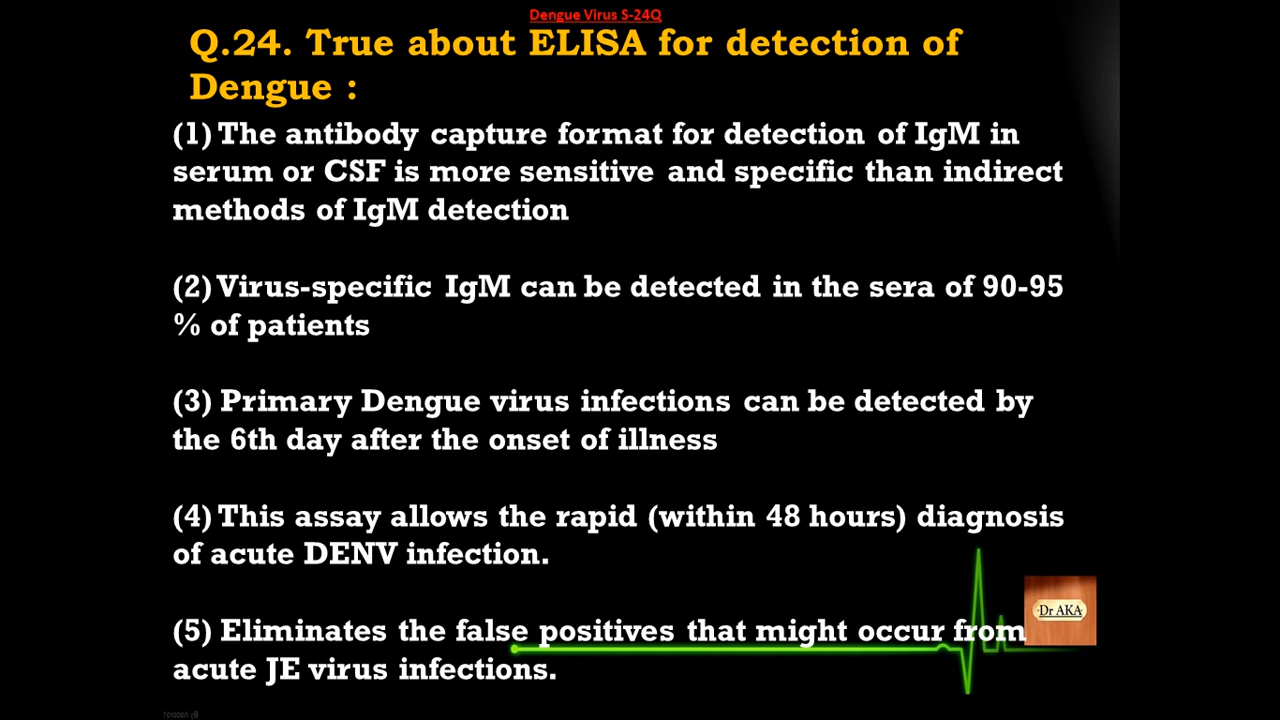 Dengue Virus S-24Q
Q.24. True about ELISA for detection of
Dengue :
(1) The antibody capture format for detection of IgM in
serum or CSF is more sensitive and specific than indirect
methods of IgM detection
(2) Virus-specific IgM can be detected in the sera of 90-95
% of patients
(3) Primary Dengue virus infections can be detected by
the 6th day after the onset of illness
(4) This assay allows the rapid (within 48 hours) diagnosis
of acute DENV infection.
(5) Eliminates the false positives that might occur from
acute JE virus infections.
Dr AKA